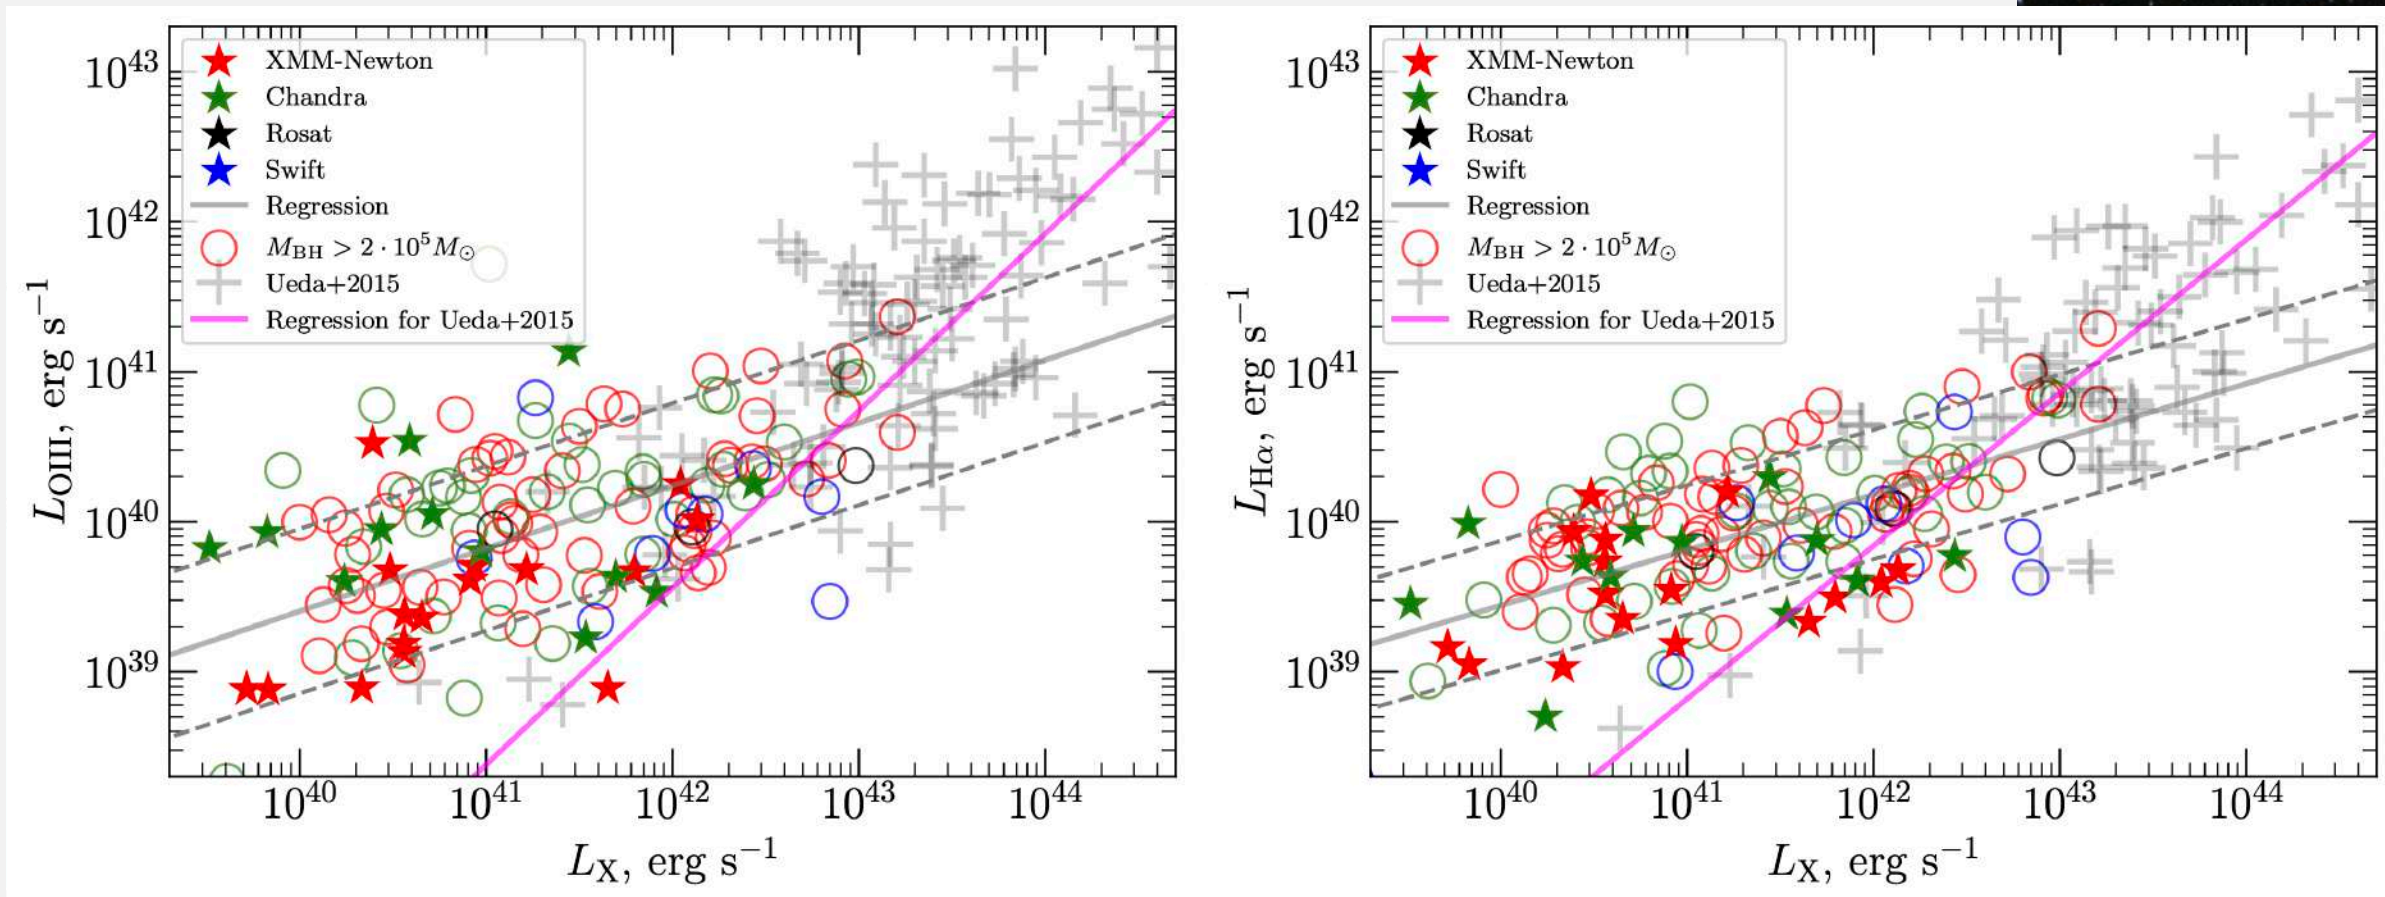 10^43
10^42
10^41
10^40
10^39
L_OIII, erg s^−1
XMM-Newton
Chandra
Rosat
Swift
Regression
M_BH > 2 · 10^5 M_⊙
Ueda+2015
Regression for Ueda+2015
10^40 10^41 10^42 10^43 10^44
L_X, erg s^−1
10^43
10^42
10^41
10^40
10^39
L_Hα, erg s^−1
XMM-Newton
Chandra
Rosat
Swift
Regression
M_BH > 2 · 10^5 M_⊙
Ueda+2015
Regression for Ueda+2015
10^40 10^41 10^42 10^43 10^44
L_X, erg s^−1